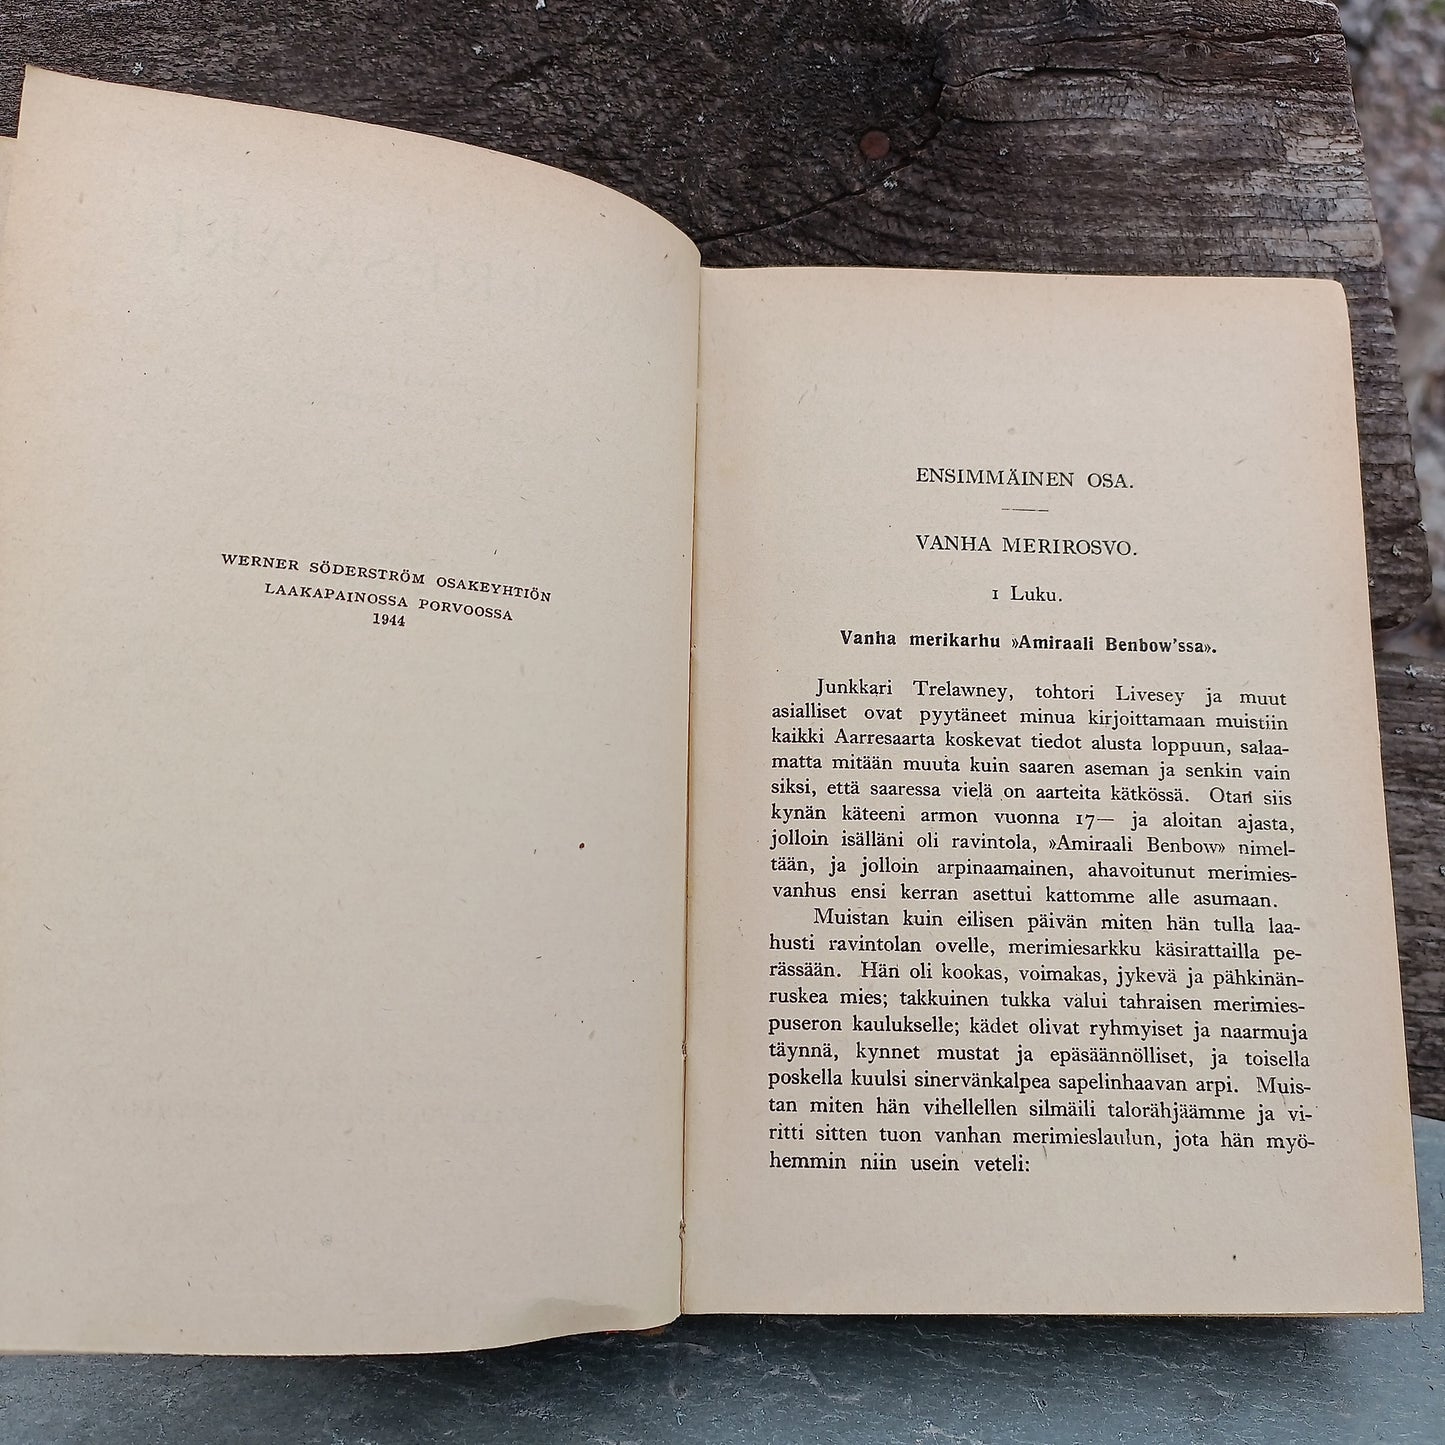 WERNER SÖDERSTRÖM OSAKEYHTIÖN
LAAKAPAINOSSA PORVOOSSA
1944
ENSIMMÄINEN OSA.
VANHA MERIROSVO.
1 Luku.
Vanha merikarhu »Amiraali Benbow'ssa».
Junkkari Trelawney, tohtori Livesey ja muut
asialliset ovat pyytäneet minua kirjoittamaan muistiin
kaikki Aarresaarta koskevat tiedot alusta loppuun, salaa-
matta mitään muuta kuin saaren aseman ja senkin vain
siksi, että saaressa vielä on aarteita kätkössä. Otan siis
kynän käteeni armon vuonna 17— ja aloitan ajasta,
jolloin isälläni oli ravintola, »Amiraali Benbow» nimel-
tään, ja jolloin arpinaamainen, ahavoitunut merimies-
vanhus ensi kerran asettui kattomme alle asumaan.
Muistan kuin eilisen päivän miten hän tulla laa-
husti ravintolan ovelle, merimiesarkku käsirattailla pe-
rässään. Hän oli kookas, voimakas, jykevä ja pähkinän-
ruskea mies; takkuinen tukka valui tahraisen merimies-
puseron kaulukselle; kädet olivat ryhmyiset ja naarmuja
täynnä, kynnet mustat ja epäsäännölliset, ja toisella
poskella kuulsi sinervänkalpea sapelinhaavan arpi. Muis-
tan miten hän vihellellen silmäili talorähjäämme ja vi-
ritti sitten tuon vanhan merimieslaulun, jota hän myö-
hemmin niin usein veteli: